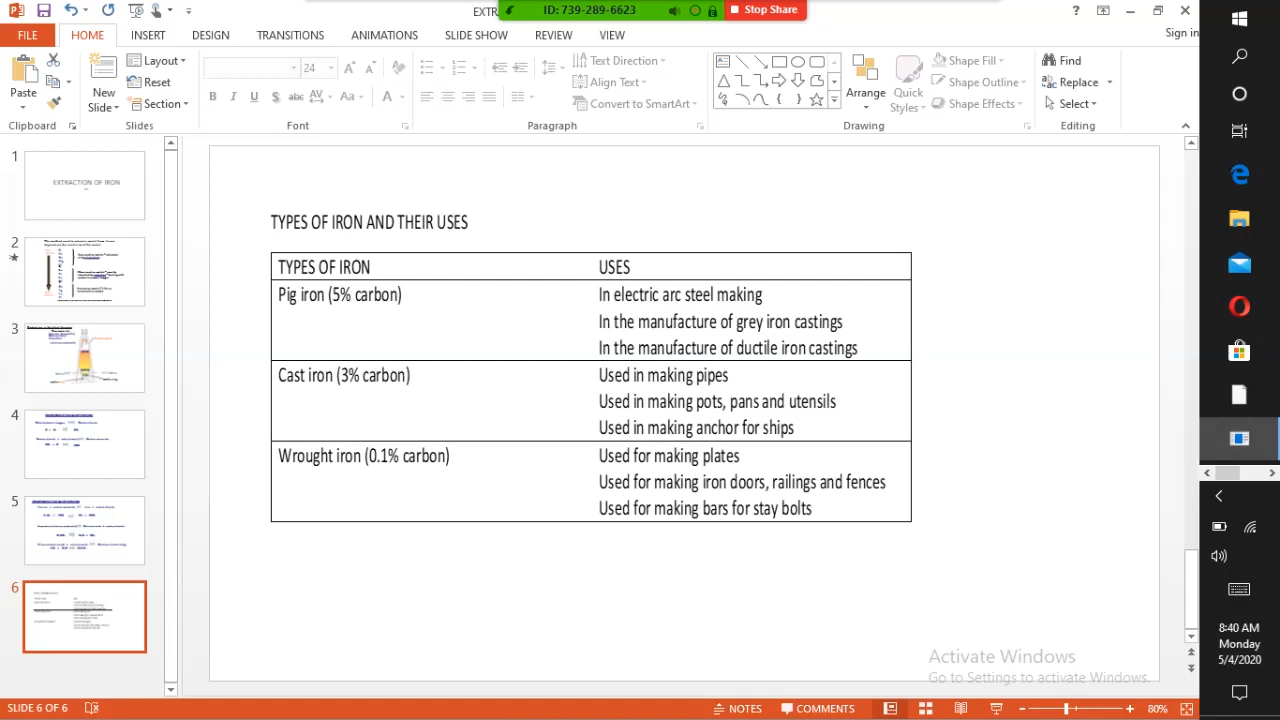 EXTR
ID: 739-289-6623
Stop Share
Sign in
FILE HOME INSERT DESIGN TRANSITIONS ANIMATIONS SLIDE SHOW REVIEW VIEW
Paste
New
Slide
Layout
Reset
Section
24
Text Direction
Align Text
Convert to SmartArt
Arrange
Quick
Styles
Shape Fill
Shape Outline
Shape Effects
Find
Replace
Select
Clipboard Slides Font Paragraph Drawing Editing
1
EXTRACTION OF IRON
2
3
4
5
6
TYPES OF IRON AND THEIR USES
TYPES OF IRON USES
Pig iron (5% carbon) In electric arc steel making
In the manufacture of grey iron castings
In the manufacture of ductile iron castings
Cast iron (3% carbon) Used in making pipes
Used in making pots, pans and utensils
Used in making anchor for ships
Wrought iron (0.1% carbon) Used for making plates
Used for making iron doors, railings and fences
Used for making bars for stay bolts
Activate Windows
Go to Settings to activate Windows.
SLIDE 6 OF 6 NOTES COMMENTS 80%
8:40 AM
Monday
5/4/2020